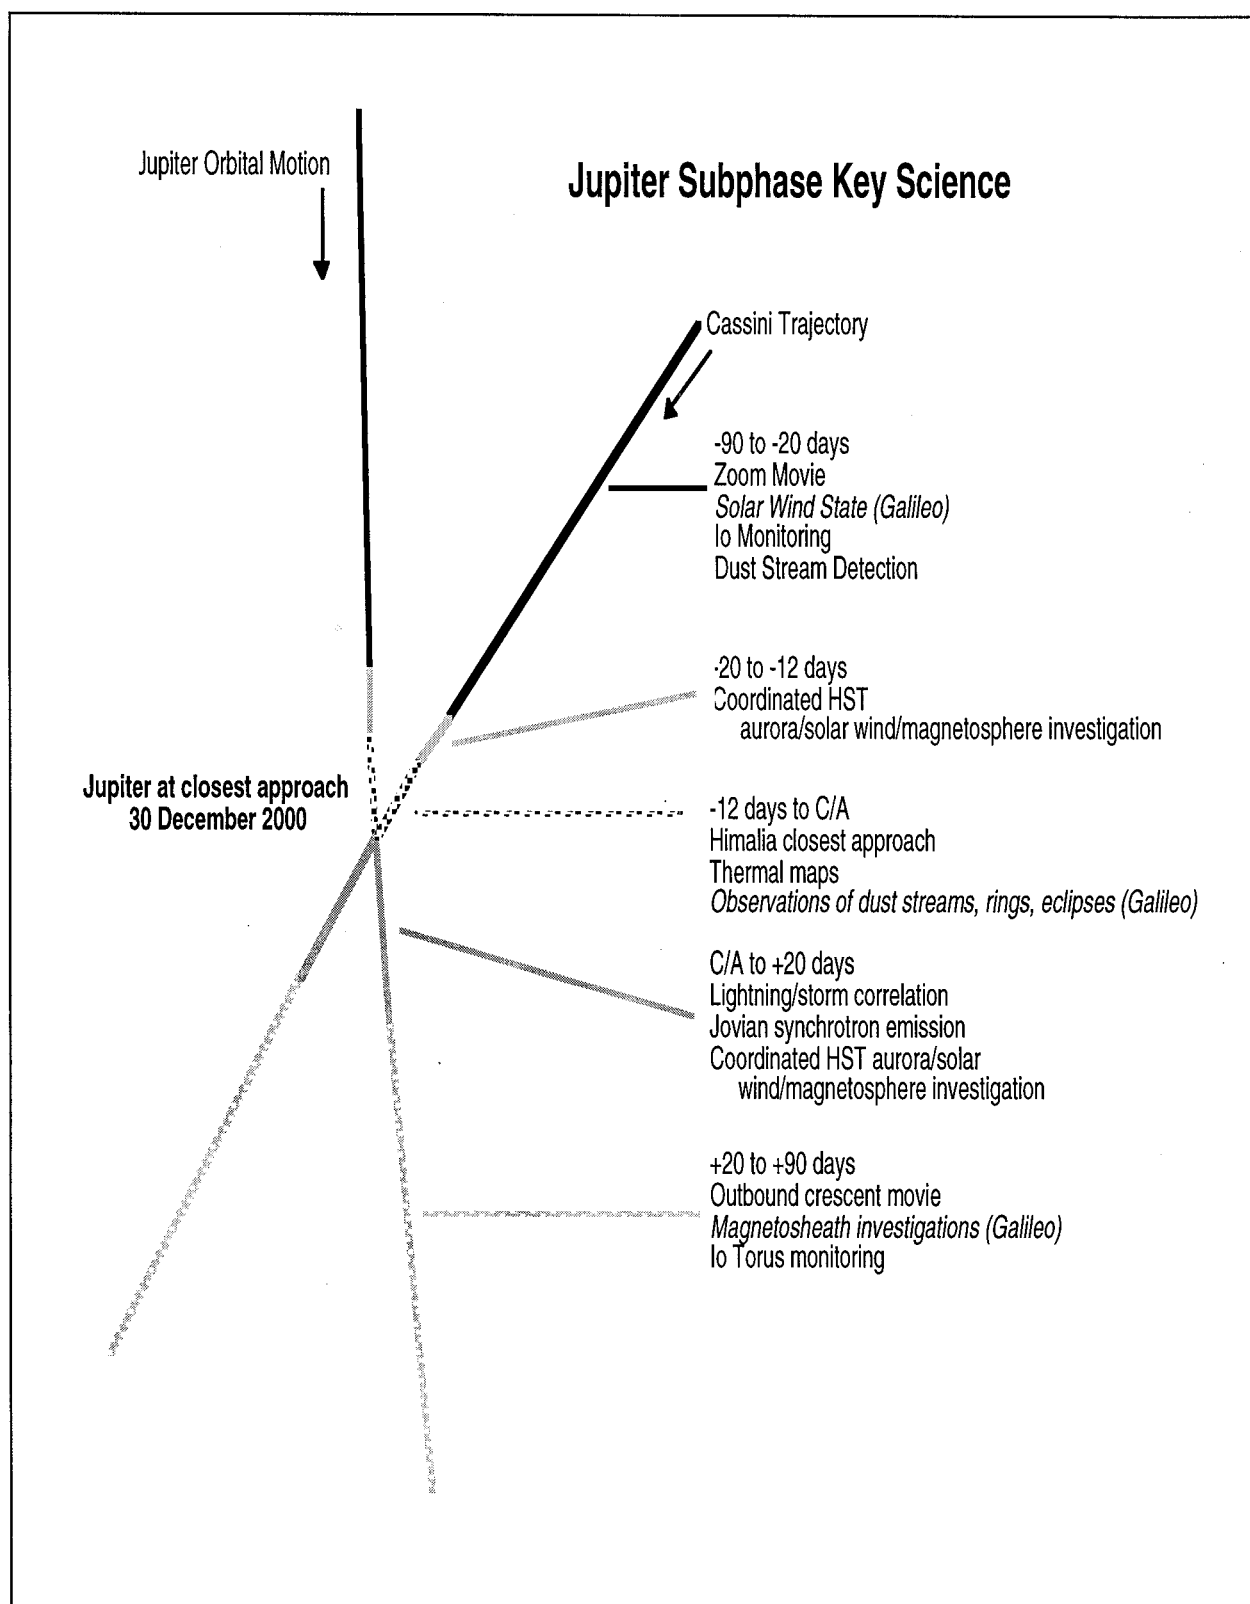 Jupiter Orbital Motion
Jupiter Subphase Key Science
Cassini Trajectory
-90 to -20 days
Zoom Movie
Solar Wind State (Galileo)
Io Monitoring
Dust Stream Detection
-20 to -12 days
Coordinated HST
aurora/solar wind/magnetosphere investigation
Jupiter at closest approach
30 December 2000
-12 days to C/A
Himalia closest approach
Thermal maps
Observations of dust streams, rings, eclipses (Galileo)
C/A to +20 days
Lightning/storm correlation
Jovian synchrotron emission
Coordinated HST aurora/solar
wind/magnetosphere investigation
+20 to +90 days
Outbound crescent movie
Magnetosheath investigations (Galileo)
Io Torus monitoring